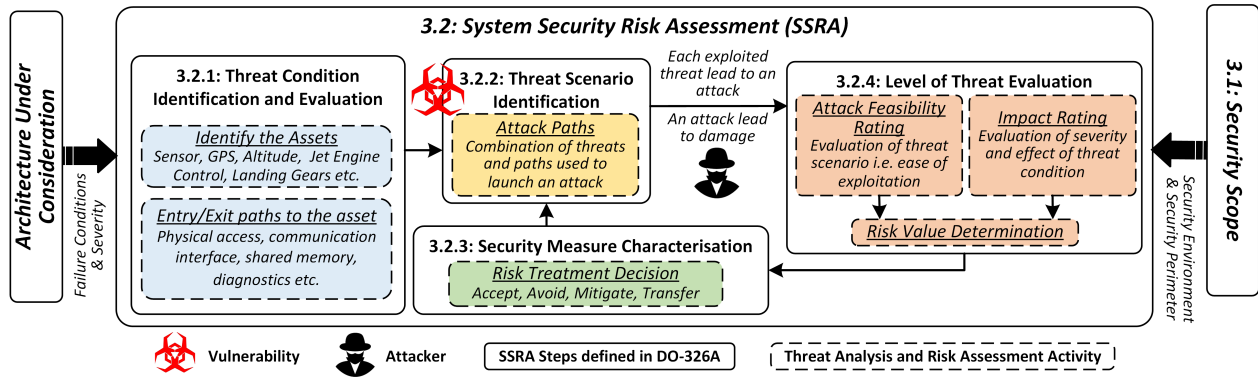 Architecture Under
Consideration
Failure Conditions
& Severity
3.2: System Security Risk Assessment (SSRA)
3.2.1: Threat Condition
Identification and Evaluation
Identify the Assets
Sensor, GPS, Altitude, Jet Engine
Control, Landing Gears etc.
Entry/Exit paths to the asset
Physical access, communication
interface, shared memory,
diagnostics etc.
3.2.2: Threat Scenario
Identification
Attack Paths
Combination of threats
and paths used to
launch an attack
Each exploited
threat lead to an
attack
An attack lead
to damage
3.2.3: Security Measure Characterisation
Risk Treatment Decision
Accept, Avoid, Mitigate, Transfer
3.2.4: Level of Threat Evaluation
Attack Feasibility
Rating
Evaluation of threat
scenario i.e. ease of
exploitation
Impact Rating
Evaluation of severity
and effect of threat
condition
Risk Value Determination
Security Environment
& Security Perimeter
3.1: Security Scope
Vulnerability
Attacker
SSRA Steps defined in DO-326A
Threat Analysis and Risk Assessment Activity